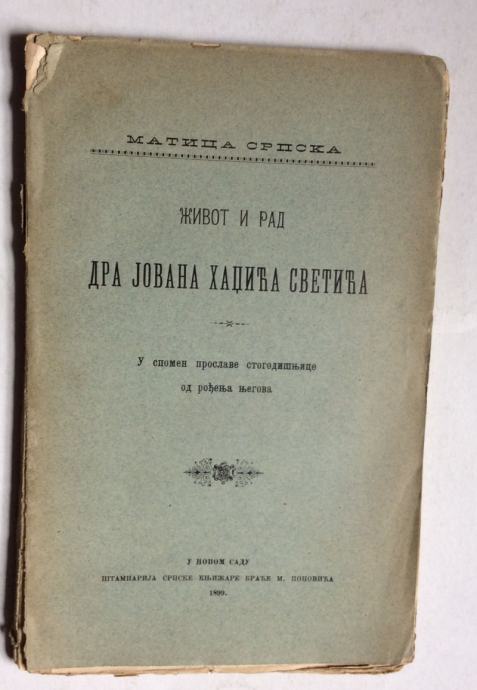 МАТИЦА СРПСКА
ЖИВОТ И РАД
ДРА ЈОВАНА ХАЏИЋА СВЕТИЋА
У спомен прославе стогодишњице
од рођења његова
У НОВОМ САДУ
ШТАМПАРИЈА СРПСКЕ КЊИЖАРЕ БРАЋЕ М. ПОПОВИЋА
1899.